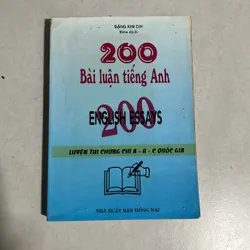 ĐẶNG KIM CHI
Biên dịch
200
Bài luận tiếng Anh
200
ENGLISH ESSAYS
LUYỆN THI CHỨNG CHỈ A - B - C QUỐC GIA
NHÀ XUẤT BẢN ĐỒNG NAI